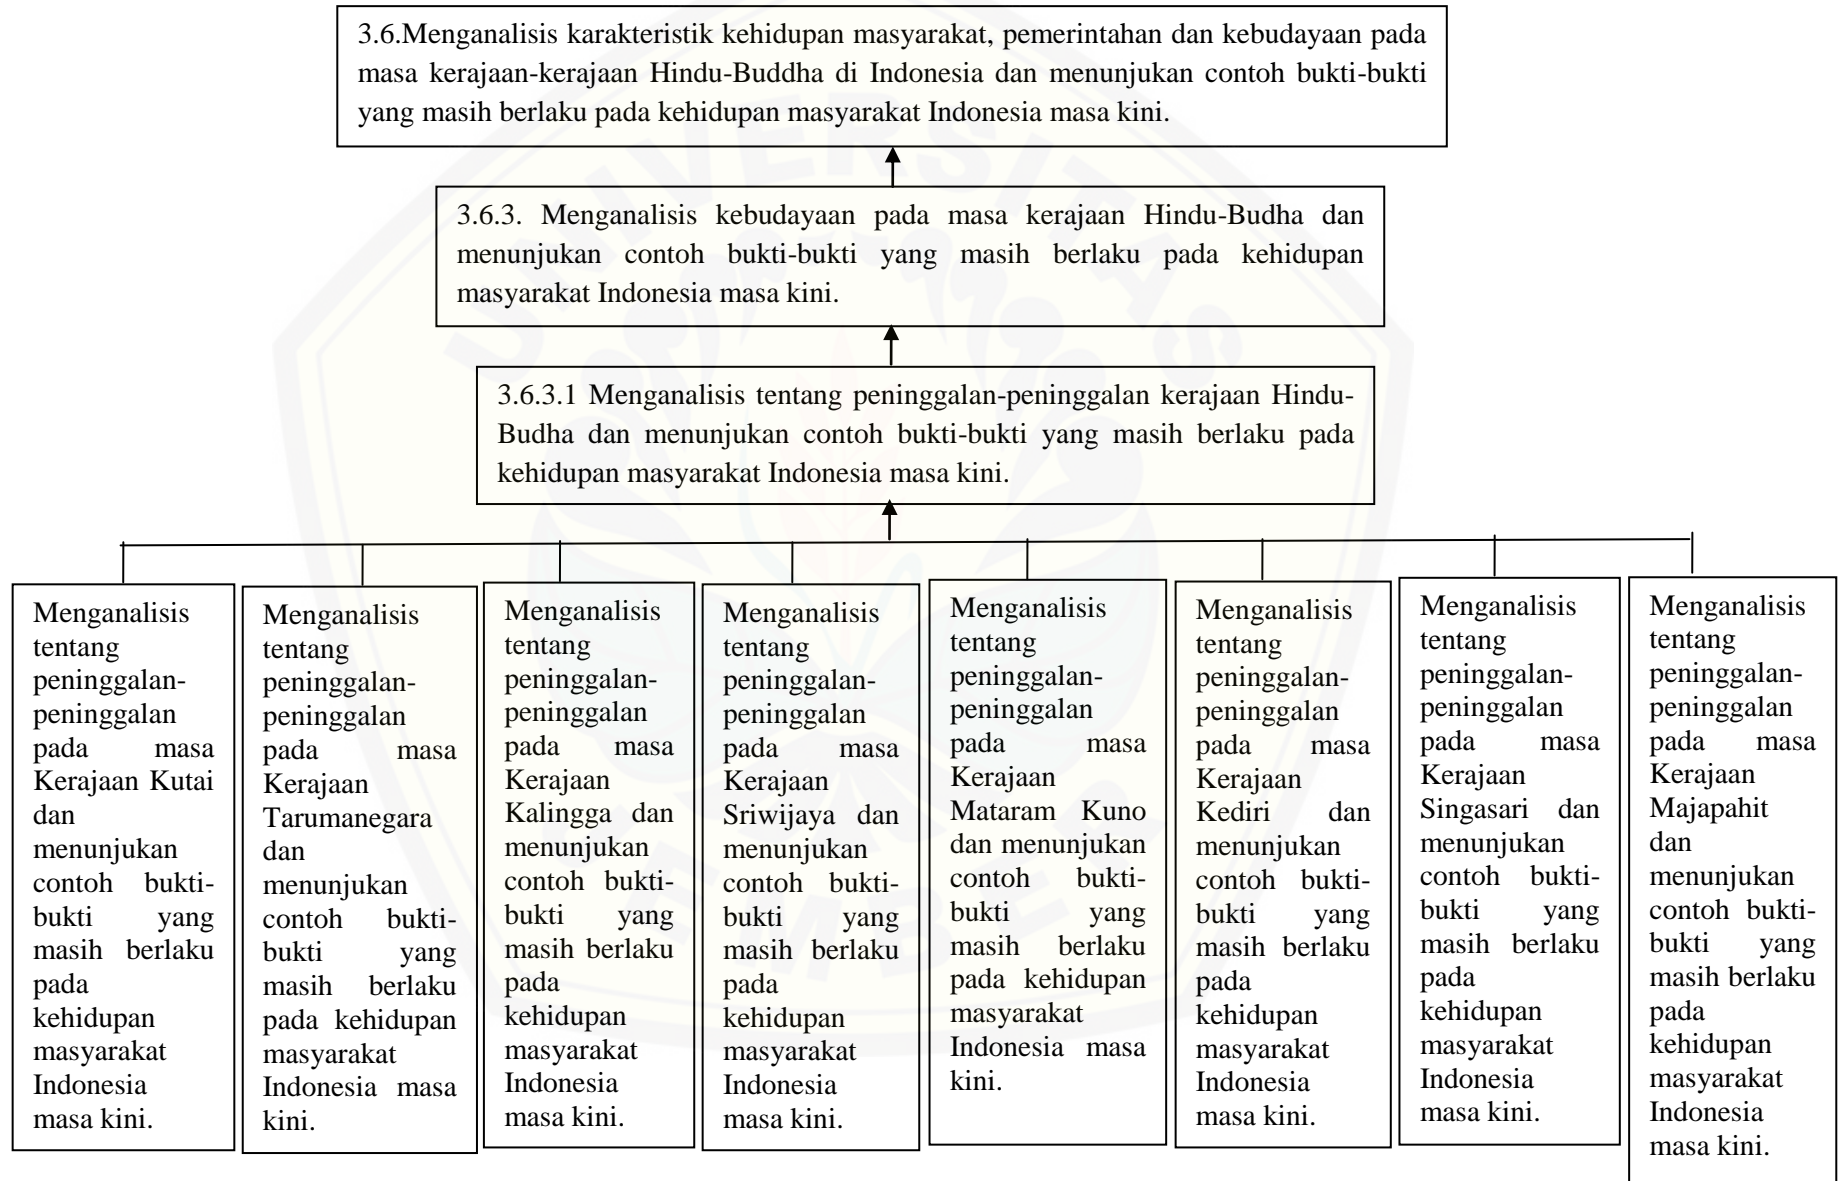 3.6.Menganalisis karakteristik kehidupan masyarakat, pemerintahan dan kebudayaan pada
masa kerajaan-kerajaan Hindu-Buddha di Indonesia dan menunjukan contoh bukti-bukti
yang masih berlaku pada kehidupan masyarakat Indonesia masa kini.
3.6.3. Menganalisis kebudayaan pada masa kerajaan Hindu-Budha dan
menunjukan contoh bukti-bukti yang masih berlaku pada kehidupan
masyarakat Indonesia masa kini.
3.6.3.1 Menganalisis tentang peninggalan-peninggalan kerajaan Hindu-
Budha dan menunjukan contoh bukti-bukti yang masih berlaku pada
kehidupan masyarakat Indonesia masa kini.
Menganalisis
tentang
peninggalan-
peninggalan
pada masa
Kerajaan Kutai
dan
menunjukan
contoh bukti-
bukti yang
masih berlaku
pada
kehidupan
masyarakat
Indonesia
masa kini.
Menganalisis
tentang
peninggalan-
peninggalan
pada masa
Kerajaan
Tarumanegara
dan
menunjukan
contoh bukti-
bukti yang
masih berlaku
pada kehidupan
masyarakat
Indonesia masa
kini.
Menganalisis
tentang
peninggalan-
peninggalan
pada masa
Kerajaan
Kalingga dan
menunjukan
contoh bukti-
bukti yang
masih berlaku
pada
kehidupan
masyarakat
Indonesia
masa kini.
Menganalisis
tentang
peninggalan-
peninggalan
pada masa
Kerajaan
Sriwijaya dan
menunjukan
contoh bukti-
bukti yang
masih berlaku
pada
kehidupan
masyarakat
Indonesia
masa kini.
Menganalisis
tentang
peninggalan-
peninggalan
pada masa
Kerajaan
Mataram Kuno
dan menunjukan
contoh bukti-
bukti yang
masih berlaku
pada kehidupan
masyarakat
Indonesia masa
kini.
Menganalisis
tentang
peninggalan-
peninggalan
pada masa
Kerajaan
Kediri dan
menunjukan
contoh bukti-
bukti yang
masih berlaku
pada
kehidupan
masyarakat
Indonesia
masa kini.
Menganalisis
tentang
peninggalan-
peninggalan
pada masa
Kerajaan
Singasari dan
menunjukan
contoh bukti-
bukti yang
masih berlaku
pada
kehidupan
masyarakat
Indonesia
masa kini.
Menganalisis
tentang
peninggalan-
peninggalan
pada masa
Kerajaan
Majapahit
dan
menunjukan
contoh bukti-
bukti yang
masih berlaku
pada
kehidupan
masyarakat
Indonesia
masa kini.
UNIVERSITAS
JEMBER